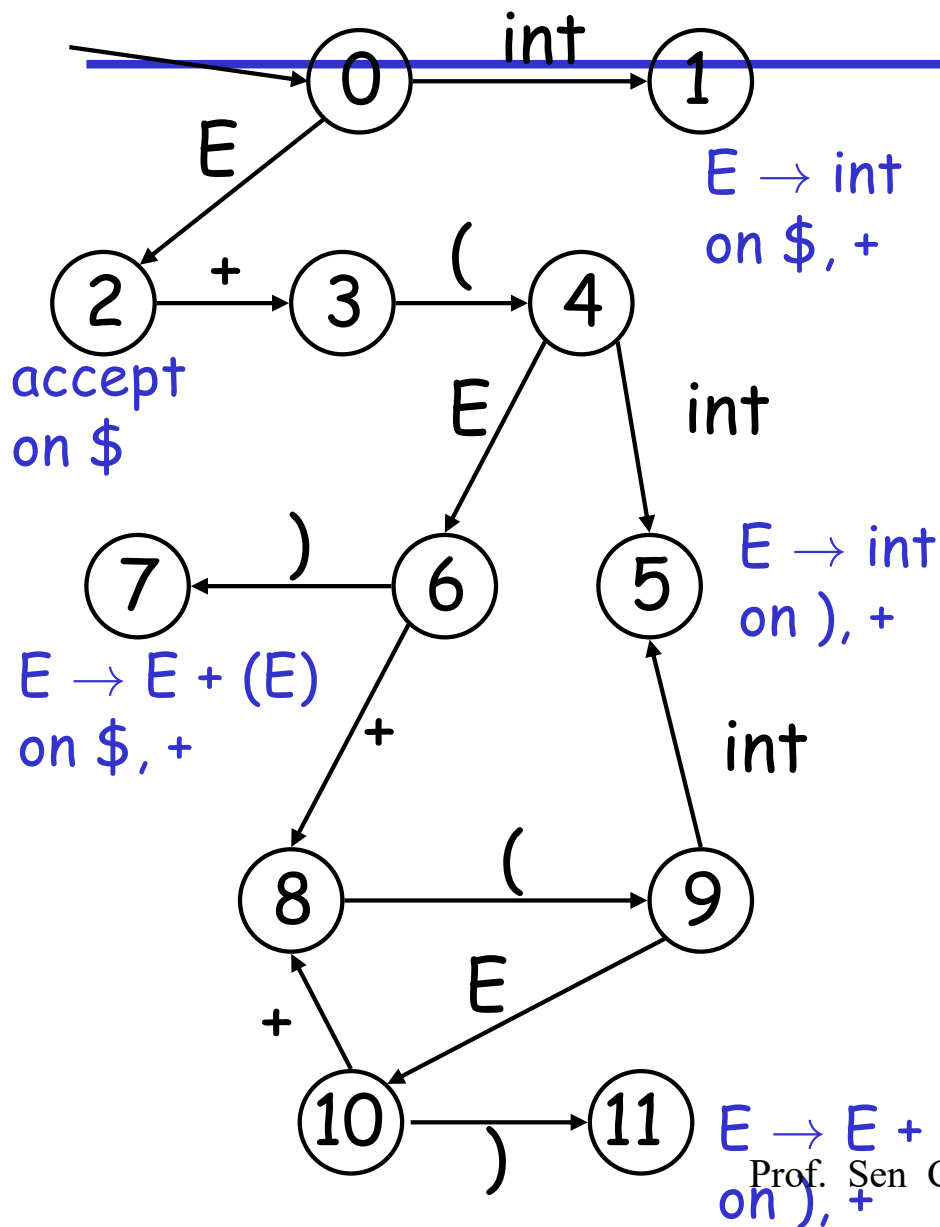 int
0
1
E
E → int
on $, +
+
(
2
3
4
accept
on $
E
int
)
7
6
5
E → int
on ), +
E → E + (E)
on $, +
+
int
(
8
9
E
+
10
11
)
E → E +
Prof. Sen
on ), +